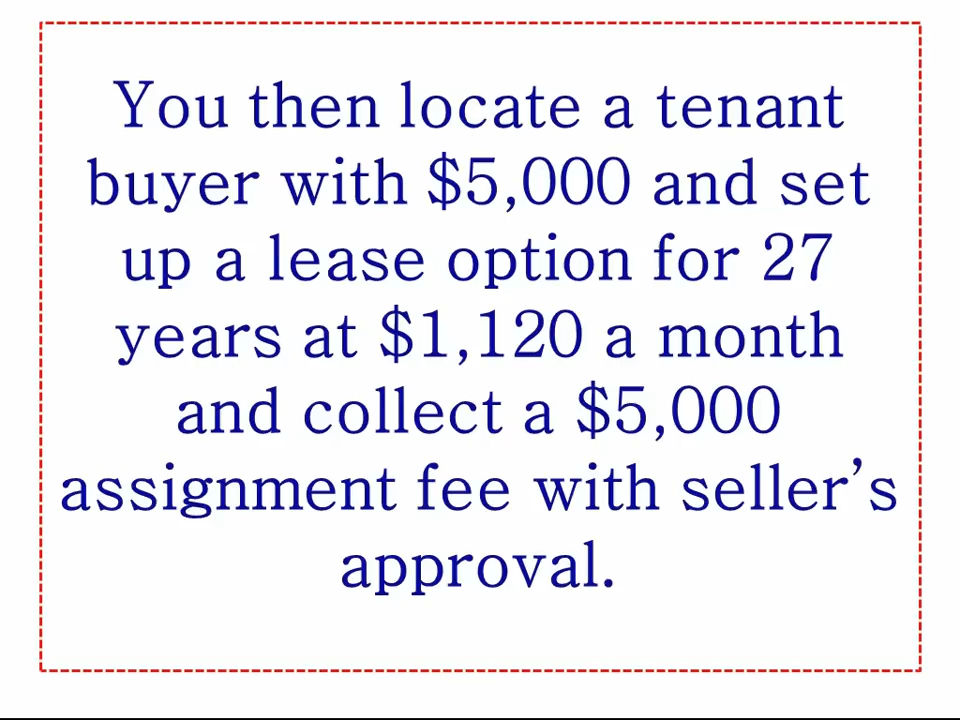 You then locate a tenant
buyer with $5,000 and set
up a lease option for 27
years at $1,120 a month
and collect a $5,000
assignment fee with seller’s
approval.